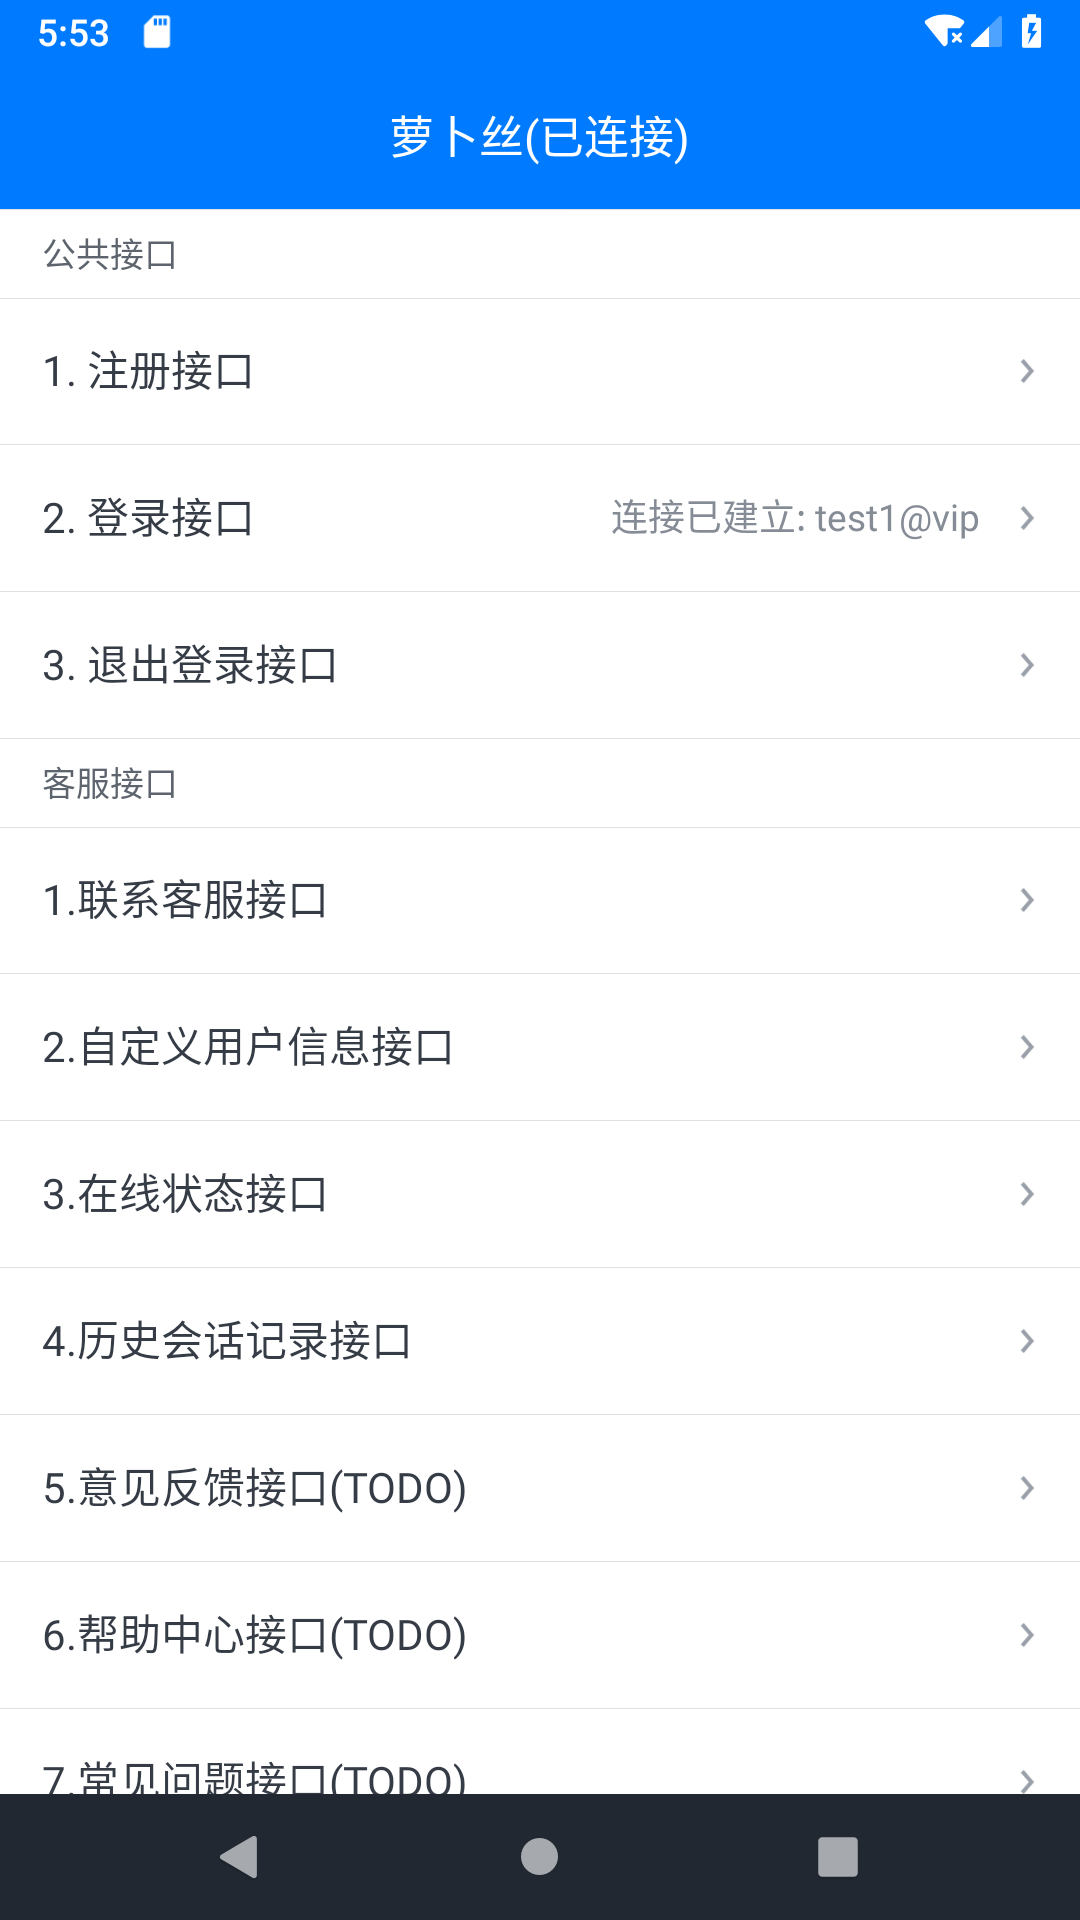 5:53
萝卜丝(已连接)
公共接口
1. 注册接口
2. 登录接口 连接已建立: test1@vip
3. 退出登录接口
客服接口
1.联系客服接口
2.自定义用户信息接口
3.在线状态接口
4.历史会话记录接口
5.意见反馈接口(TODO)
6.帮助中心接口(TODO)
7.常见问题接口(TODO)